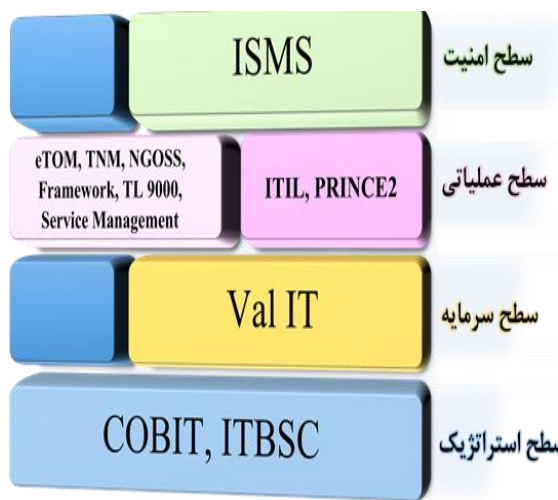 ISMS
سطح امنیت
eTOM, TNM, NGOSS,
Framework, TL 9000,
Service Management
ITIL, PRINCE2
سطح عملیاتی
Val IT
سطح سرمایه
COBIT, ITBSC
سطح استراتژیک